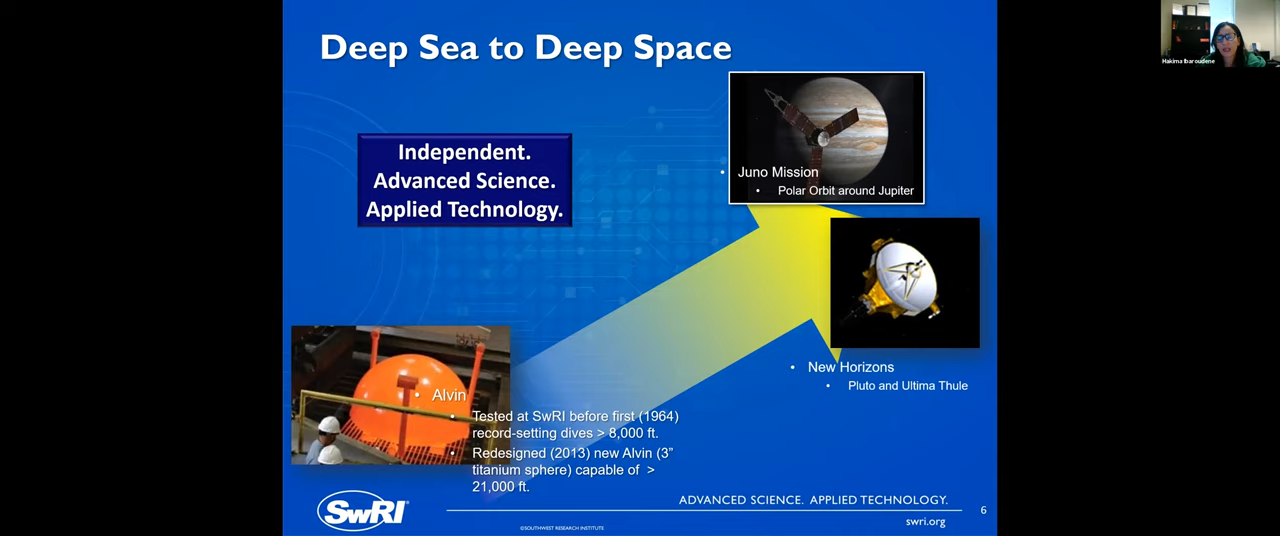 Deep Sea to Deep Space
Independent.
Advanced Science.
Applied Technology.
• Juno Mission
• Polar Orbit around Jupiter
• New Horizons
• Pluto and Ultima Thule
• Alvin
• Tested at SwRI before first (1964)
record-setting dives > 8,000 ft.
• Redesigned (2013) new Alvin (3”
titanium sphere) capable of >
21,000 ft.
SwRI®
ADVANCED SCIENCE. APPLIED TECHNOLOGY.
©SOUTHWEST RESEARCH INSTITUTE
swri.org
6
Hakima Ibaroudene